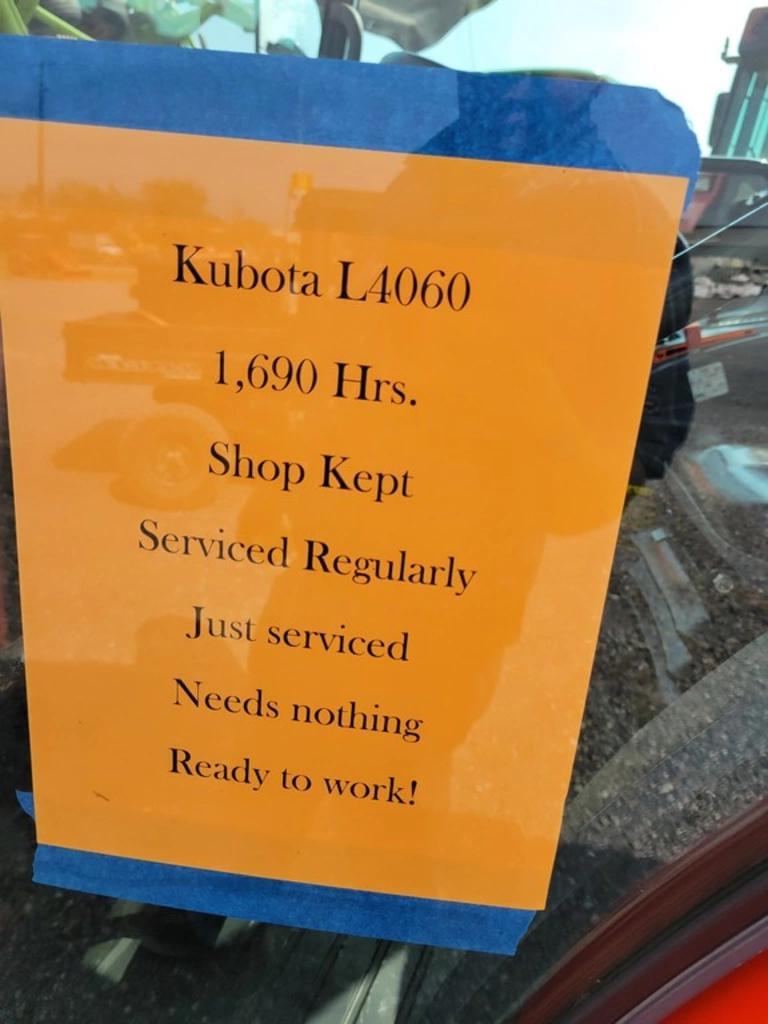 Kubota L4060
1,690 Hrs.
Shop Kept
Serviced Regularly
Just serviced
Needs nothing
Ready to work!